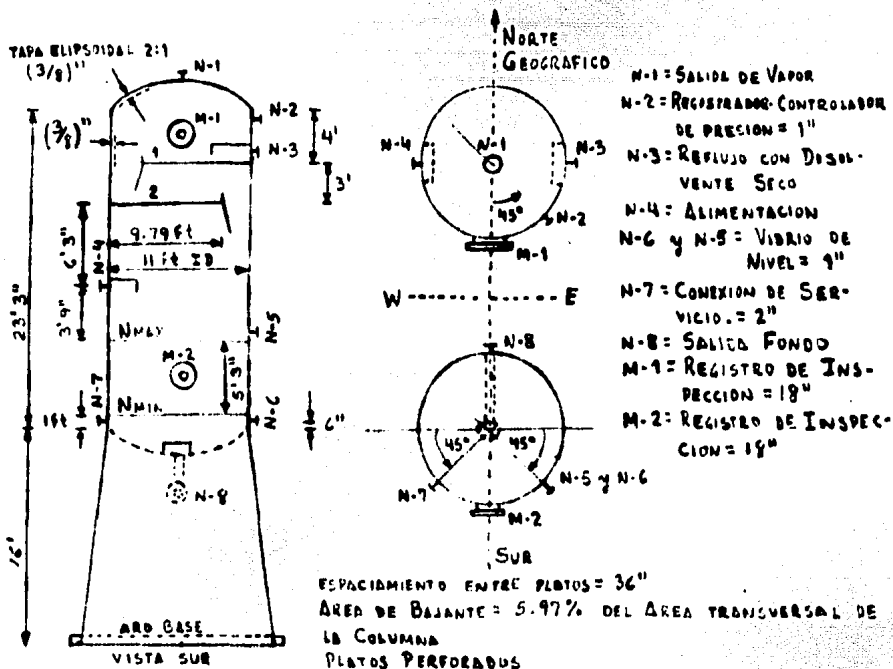 TAPA ELIPSOIDAL 2:1
(3/8)"
N-1
(3/8)"
M-1
N-2
N-3
4'
3'
1
2
9.79 Ft
11 Ft ID
6'3"
N-4
23'3"
3'9"
NMAX
N-5
M-2
5'3"
N-7
NMIN
N-6
1ft
6"
N-8
16'
ARO BASE
VISTA SUR
NORTE
GEOGRAFICO
N-4
N-1
N-3
45°
N-2
M-1
W
E
N-8
45°
45°
N-7
N-5 y N-6
M-2
SUR
N-1= SALIDA DE VAPOR
N-2= REGISTRADOR-CONTROLADOR
DE PRESION = 1"
N-3= REFLUJO CON DISOL-
VENTE SECO
N-4= ALIMENTACION
N-6 y N-5= VIDRIO DE
NIVEL = 1"
N-7= CONEXION DE SER-
VICIO. = 2"
N-8= SALIDA FONDO
M-1= REGISTRO DE INS-
PECCION = 18"
M-2= REGISTRO DE INSPEC-
CION = 18"
ESPACIAMIENTO ENTRE PLATOS = 36"
AREA DE BAJANTE = 5.97% DEL AREA TRANSVERSAL DE
LA COLUMNA
PLATOS PERFORADOS